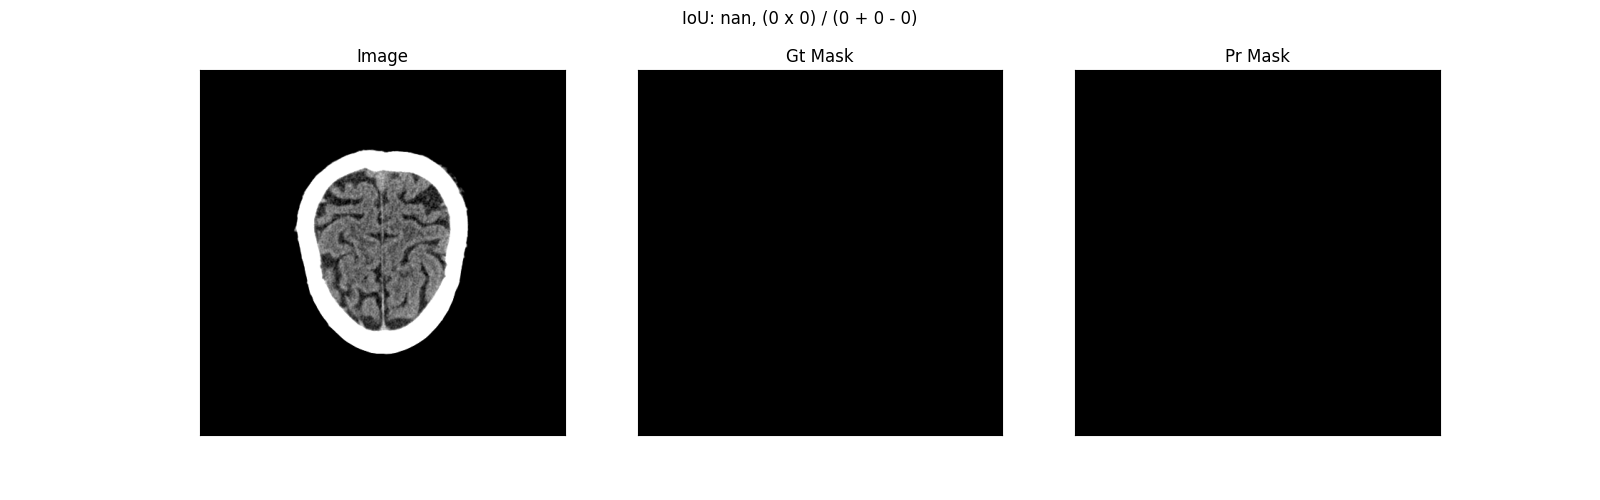 IoU: nan, (0 x 0) / (0 + 0 - 0)
Image
Gt Mask
Pr Mask